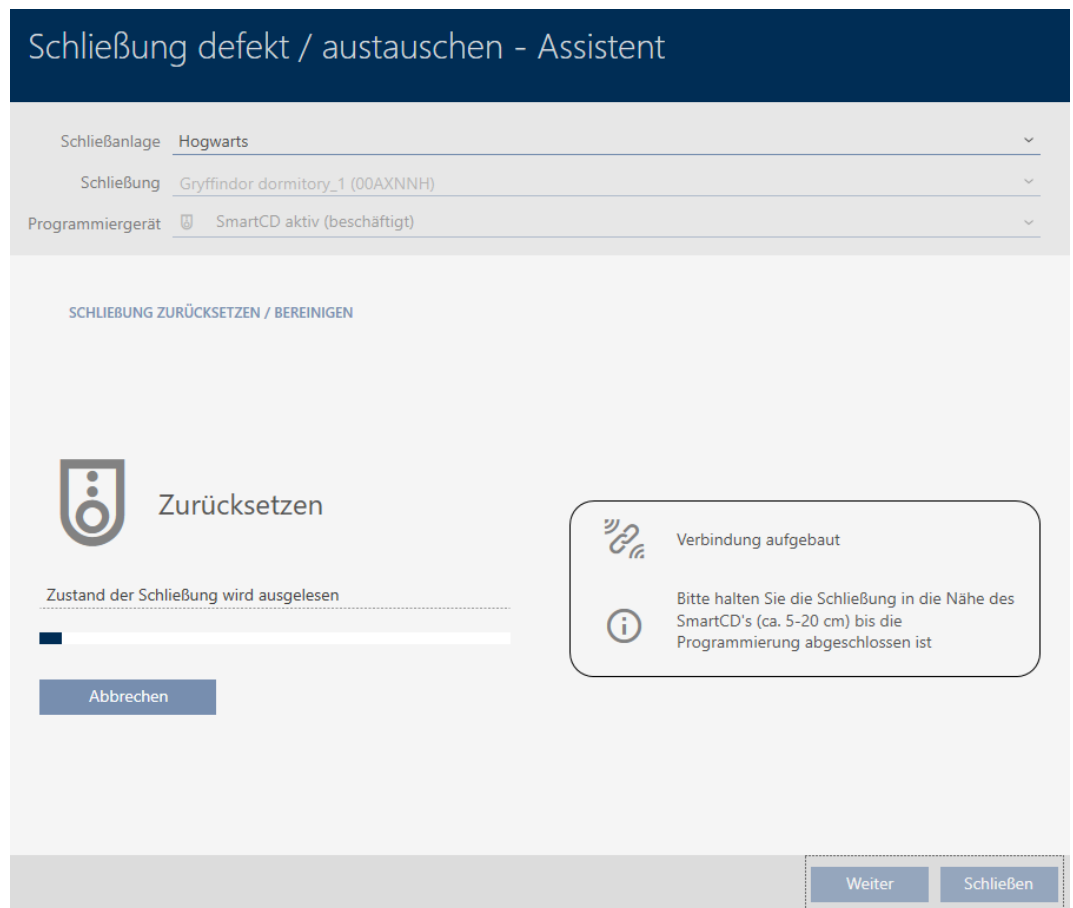 Schließung defekt / austauschen - Assistent
Schließanlage Hogwarts
Schließung Gryffindor dormitory_1 (00AXNNH)
Programmiergerät SmartCD aktiv (beschäftigt)
SCHLIEßUNG ZURÜCKSETZEN / BEREINIGEN
Zurücksetzen
Zustand der Schließung wird ausgelesen
Abbrechen
Verbindung aufgebaut
Bitte halten Sie die Schließung in die Nähe des
SmartCD's (ca. 5-20 cm) bis die
Programmierung abgeschlossen ist
Weiter Schließen